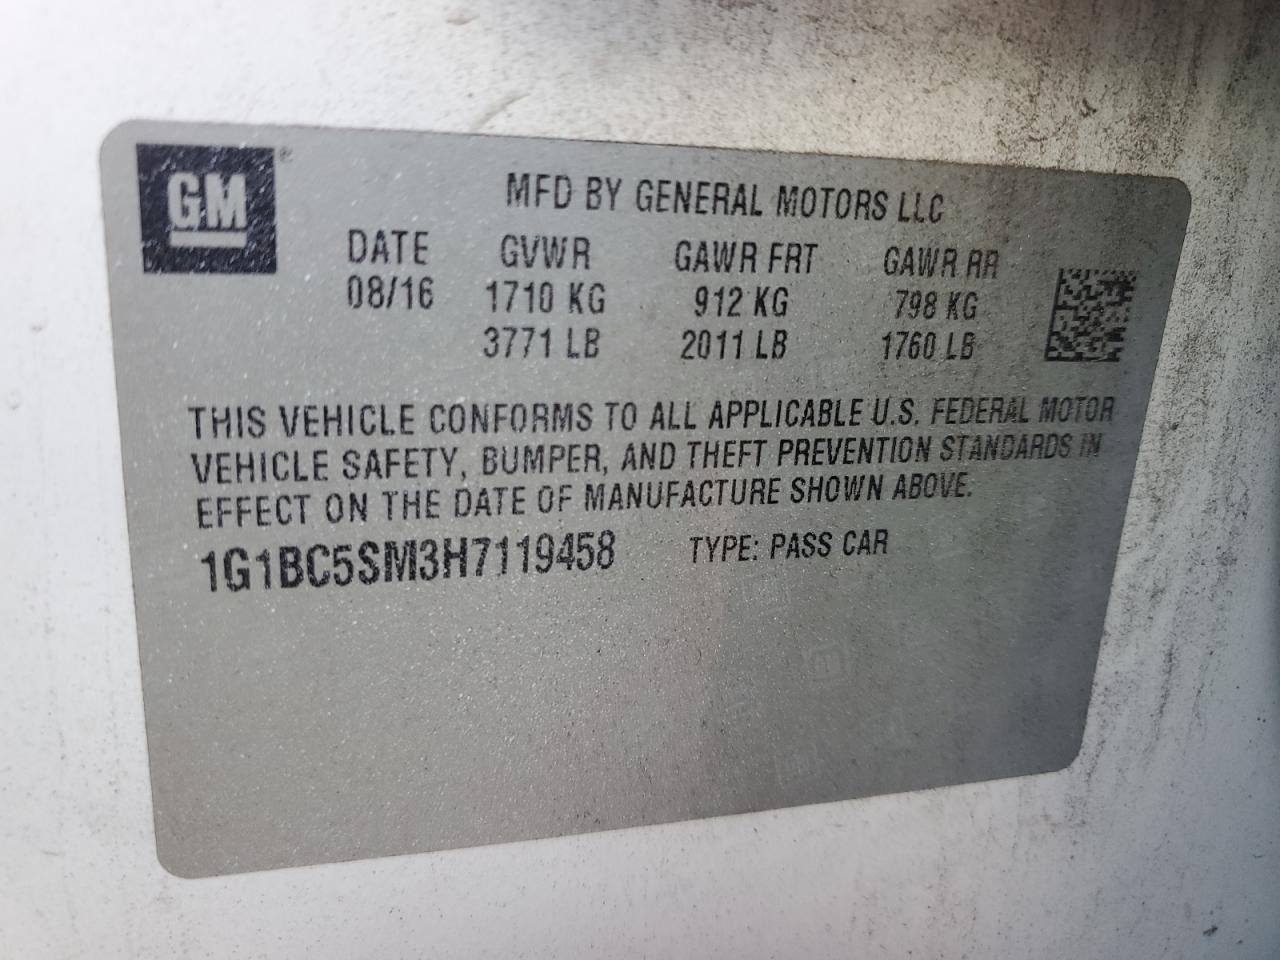 GM®
MFD BY GENERAL MOTORS LLC
DATE GVWR GAWR FRT GAWR RR
08/16 1710 KG 912 KG 798 KG
3771 LB 2011 LB 1760 LB
THIS VEHICLE CONFORMS TO ALL APPLICABLE U.S. FEDERAL MOTOR
VEHICLE SAFETY, BUMPER, AND THEFT PREVENTION STANDARDS IN
EFFECT ON THE DATE OF MANUFACTURE SHOWN ABOVE.
1G1BC5SM3H7119458 TYPE: PASS CAR